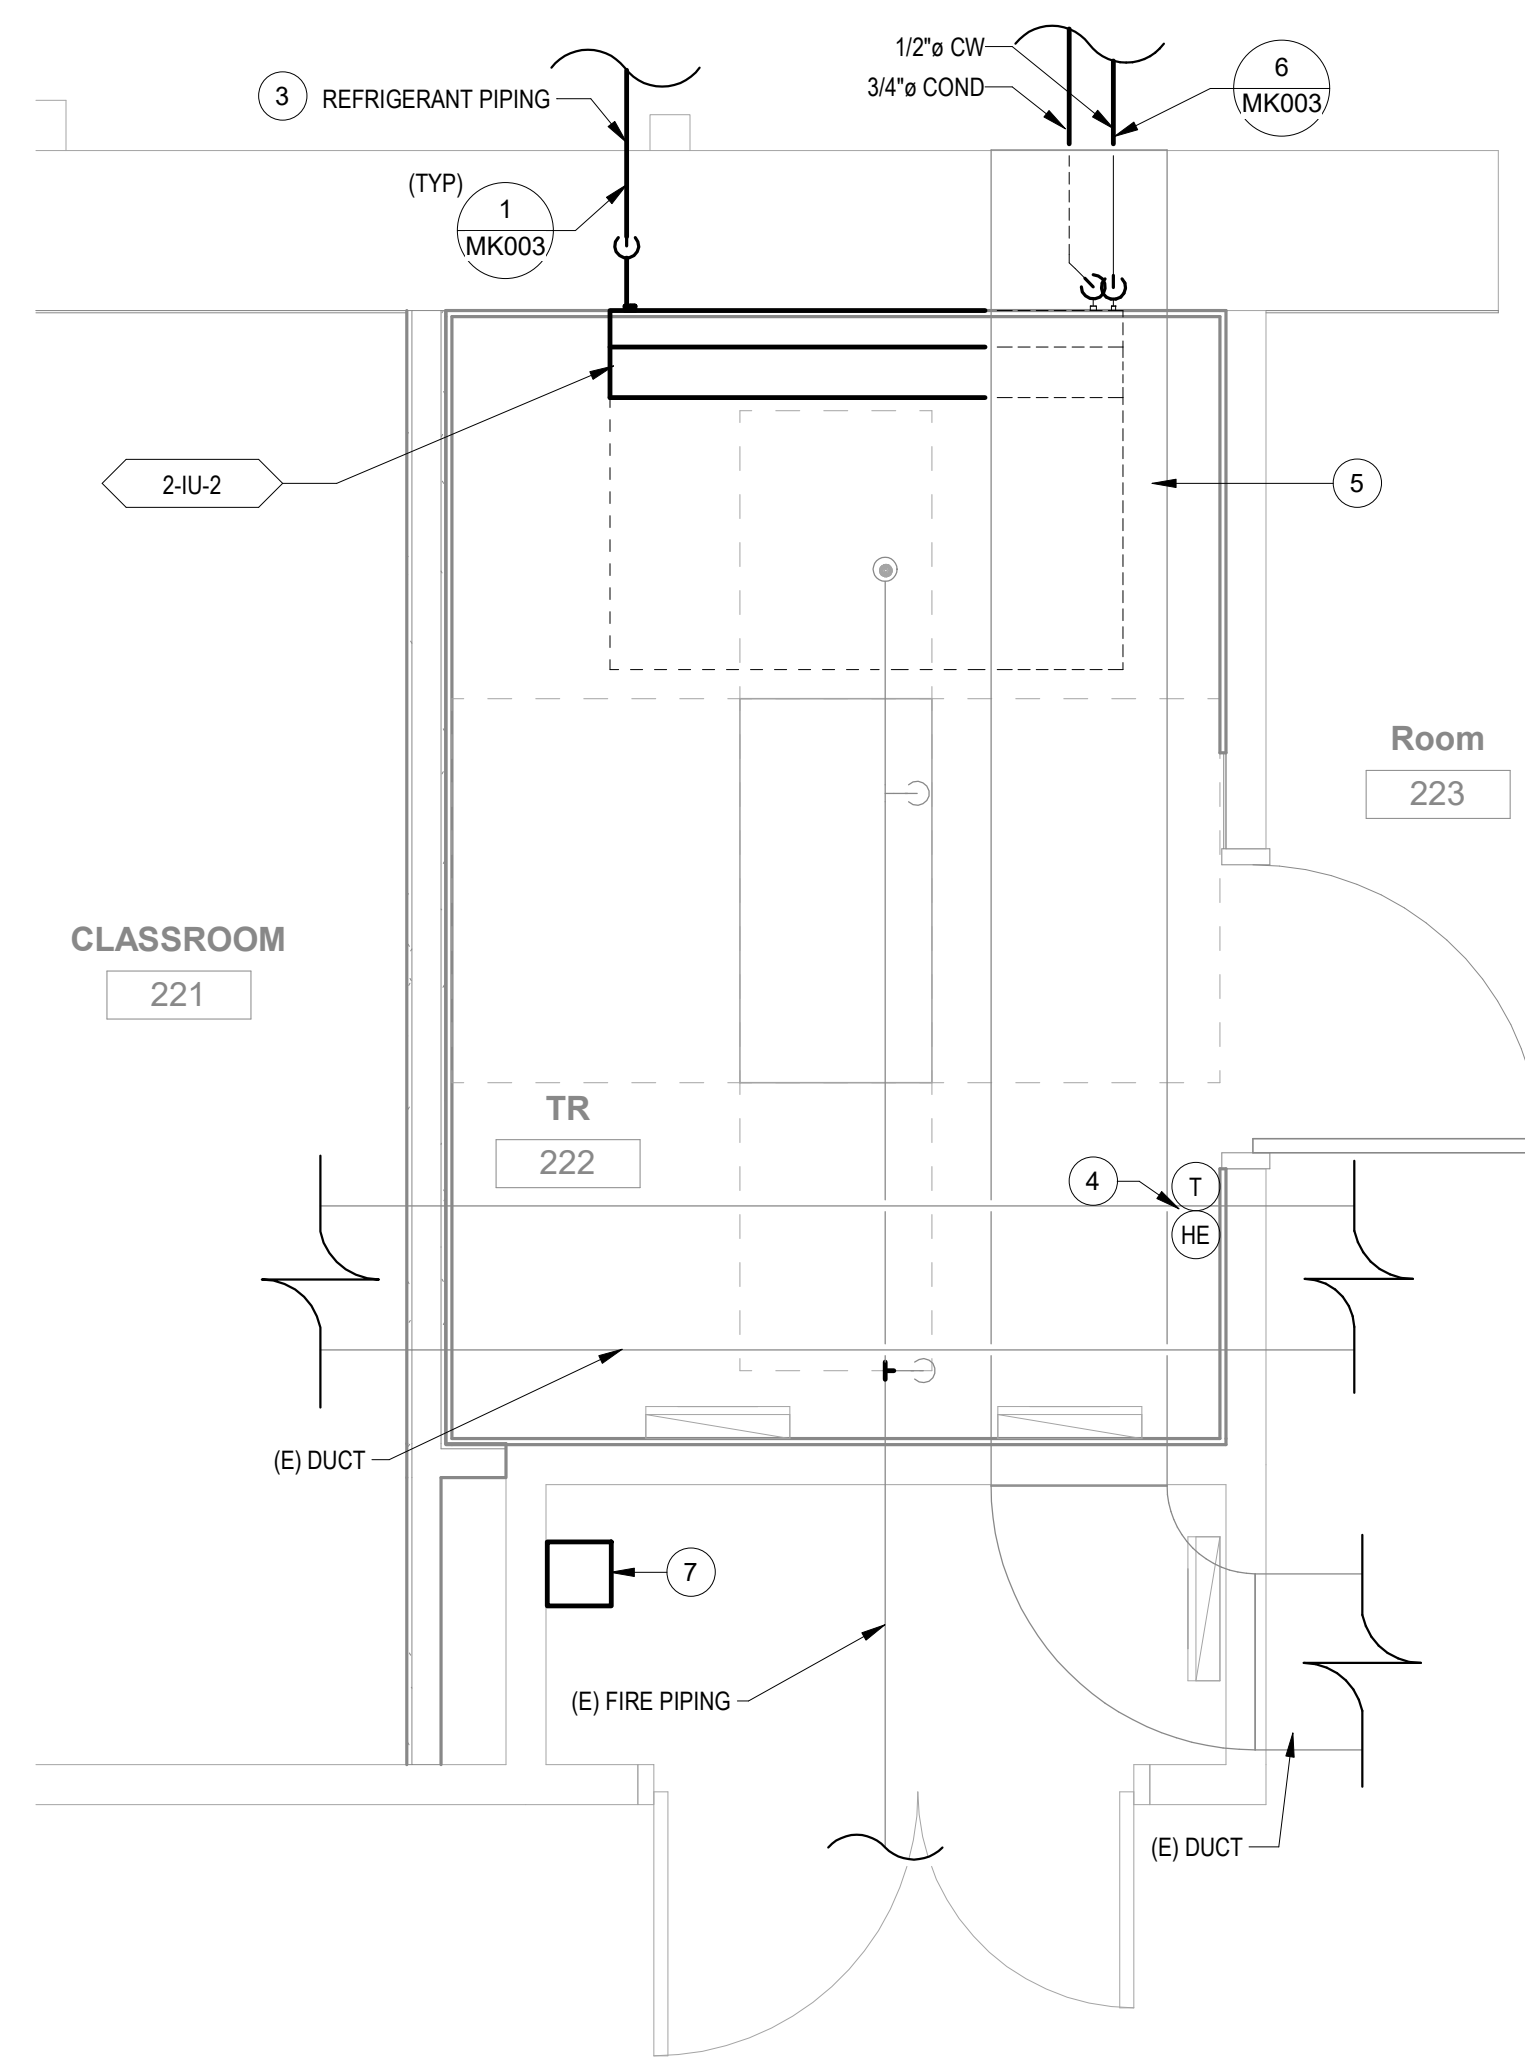 1/2"ø CW
3/4"ø COND
6
MK003
3
REFRIGERANT PIPING
(TYP)
1
MK003
2-IU-2
5
Room
223
CLASSROOM
221
TR
222
4
T
HE
(E) DUCT
7
(E) FIRE PIPING
(E) DUCT